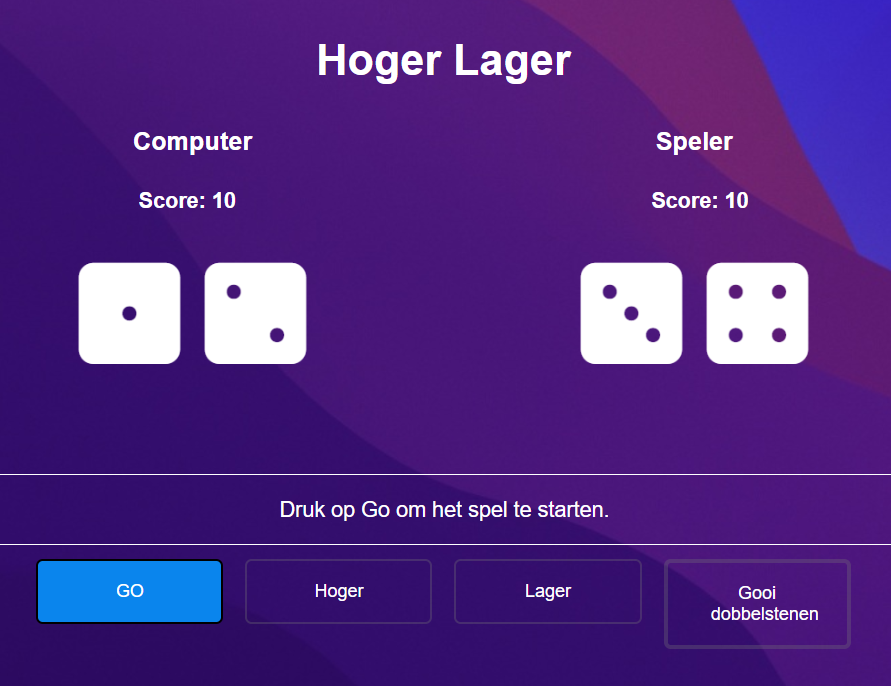 Hoger Lager
Computer
Speler
Score: 10
Score: 10
Druk op Go om het spel te starten.
GO
Hoger
Lager
Gooi
dobbelstenen